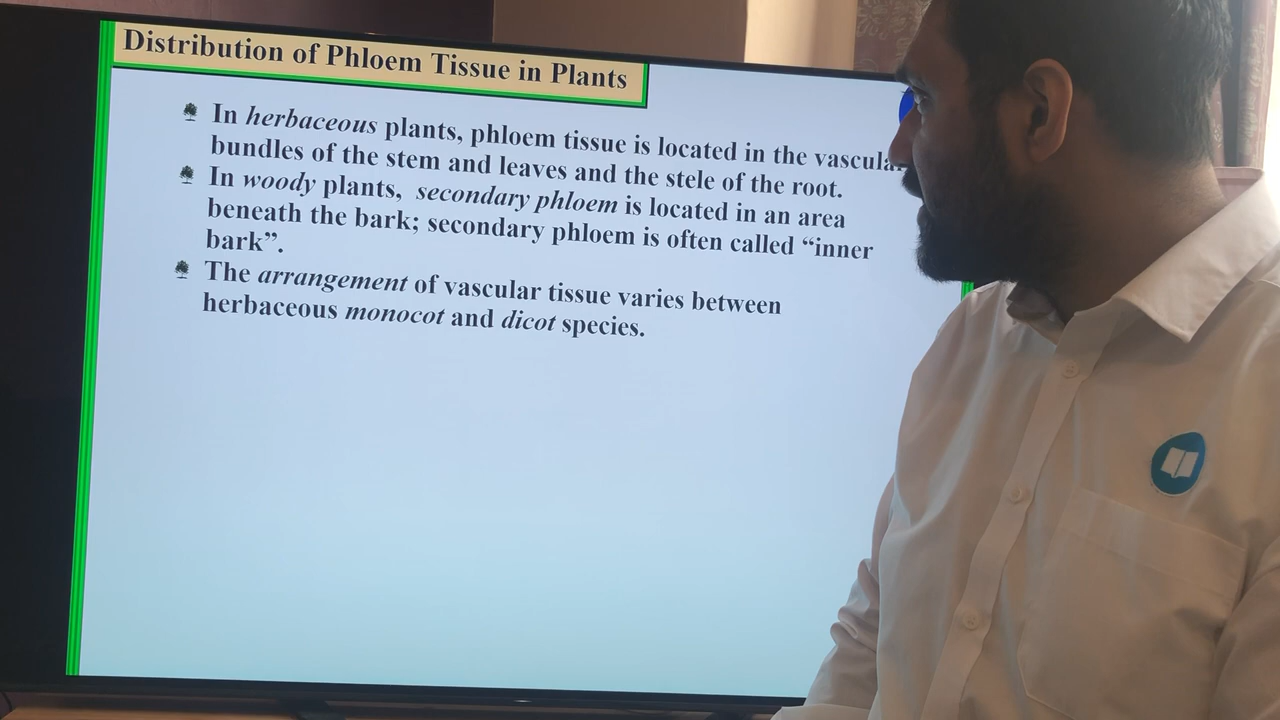 Distribution of Phloem Tissue in Plants
In herbaceous plants, phloem tissue is located in the vascular
bundles of the stem and leaves and the stele of the root.
In woody plants, secondary phloem is located in an area
beneath the bark; secondary phloem is often called “inner
bark”.
The arrangement of vascular tissue varies between
herbaceous monocot and dicot species.